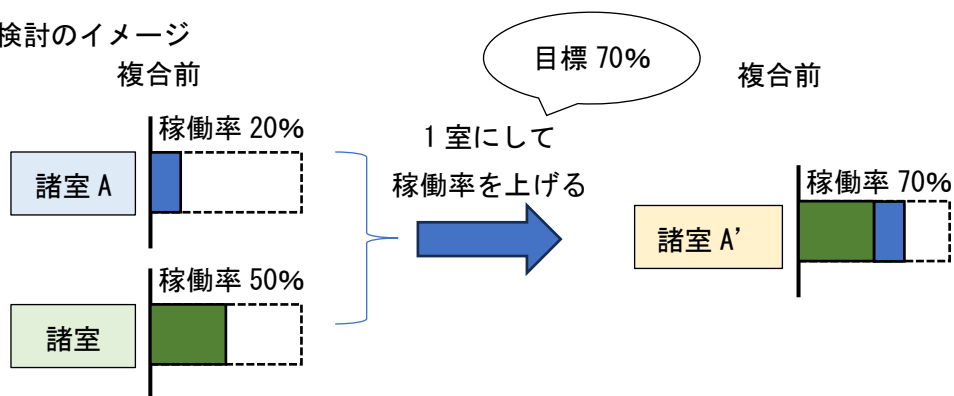 検討のイメージ
複合前
稼働率 20%
諸室 A
稼働率 50%
諸室
目標 70%
1 室にして
稼働率を上げる
複合前
稼働率 70%
諸室 A’